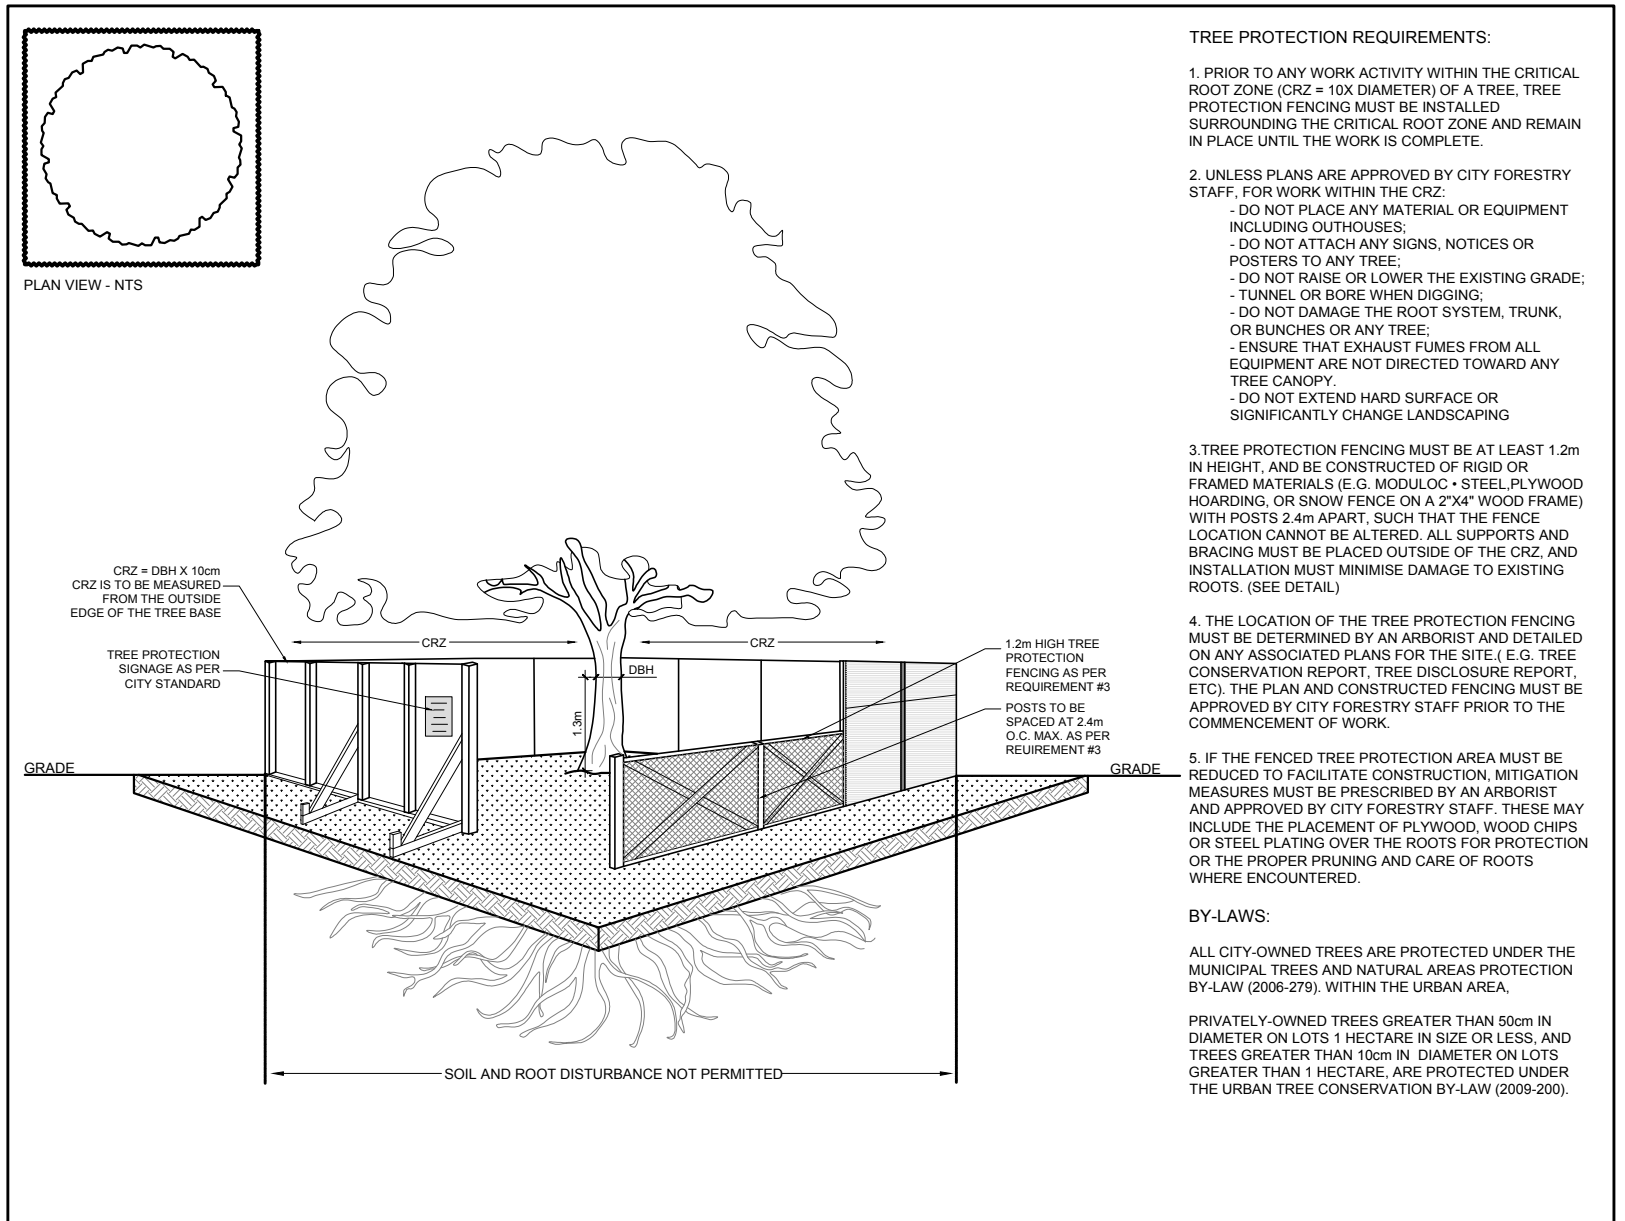 PLAN VIEW - NTS
CRZ = DBH X 10cm
CRZ IS TO BE MEASURED
FROM THE OUTSIDE
EDGE OF THE TREE BASE
TREE PROTECTION
SIGNAGE AS PER
CITY STANDARD
CRZ
CRZ
DBH
1.3m
1.2m HIGH TREE
PROTECTION
FENCING AS PER
REQUIREMENT #3
POSTS TO BE
SPACED AT 2.4m
O.C. MAX. AS PER
REUIREMENT #3
GRADE
GRADE
SOIL AND ROOT DISTURBANCE NOT PERMITTED
TREE PROTECTION REQUIREMENTS:
1. PRIOR TO ANY WORK ACTIVITY WITHIN THE CRITICAL
ROOT ZONE (CRZ = 10X DIAMETER) OF A TREE, TREE
PROTECTION FENCING MUST BE INSTALLED
SURROUNDING THE CRITICAL ROOT ZONE AND REMAIN
IN PLACE UNTIL THE WORK IS COMPLETE.
2. UNLESS PLANS ARE APPROVED BY CITY FORESTRY
STAFF, FOR WORK WITHIN THE CRZ:
- DO NOT PLACE ANY MATERIAL OR EQUIPMENT
INCLUDING OUTHOUSES;
- DO NOT ATTACH ANY SIGNS, NOTICES OR
POSTERS TO ANY TREE;
- DO NOT RAISE OR LOWER THE EXISTING GRADE;
- TUNNEL OR BORE WHEN DIGGING;
- DO NOT DAMAGE THE ROOT SYSTEM, TRUNK,
OR BUNCHES OR ANY TREE;
- ENSURE THAT EXHAUST FUMES FROM ALL
EQUIPMENT ARE NOT DIRECTED TOWARD ANY
TREE CANOPY.
- DO NOT EXTEND HARD SURFACE OR
SIGNIFICANTLY CHANGE LANDSCAPING
3.TREE PROTECTION FENCING MUST BE AT LEAST 1.2m
IN HEIGHT, AND BE CONSTRUCTED OF RIGID OR
FRAMED MATERIALS (E.G. MODULOC • STEEL,PLYWOOD
HOARDING, OR SNOW FENCE ON A 2"X4" WOOD FRAME)
WITH POSTS 2.4m APART, SUCH THAT THE FENCE
LOCATION CANNOT BE ALTERED. ALL SUPPORTS AND
BRACING MUST BE PLACED OUTSIDE OF THE CRZ, AND
INSTALLATION MUST MINIMISE DAMAGE TO EXISTING
ROOTS. (SEE DETAIL)
4. THE LOCATION OF THE TREE PROTECTION FENCING
MUST BE DETERMINED BY AN ARBORIST AND DETAILED
ON ANY ASSOCIATED PLANS FOR THE SITE.( E.G. TREE
CONSERVATION REPORT, TREE DISCLOSURE REPORT,
ETC). THE PLAN AND CONSTRUCTED FENCING MUST BE
APPROVED BY CITY FORESTRY STAFF PRIOR TO THE
COMMENCEMENT OF WORK.
5. IF THE FENCED TREE PROTECTION AREA MUST BE
REDUCED TO FACILITATE CONSTRUCTION, MITIGATION
MEASURES MUST BE PRESCRIBED BY AN ARBORIST
AND APPROVED BY CITY FORESTRY STAFF. THESE MAY
INCLUDE THE PLACEMENT OF PLYWOOD, WOOD CHIPS
OR STEEL PLATING OVER THE ROOTS FOR PROTECTION
OR THE PROPER PRUNING AND CARE OF ROOTS
WHERE ENCOUNTERED.
BY-LAWS:
ALL CITY-OWNED TREES ARE PROTECTED UNDER THE
MUNICIPAL TREES AND NATURAL AREAS PROTECTION
BY-LAW (2006-279). WITHIN THE URBAN AREA,
PRIVATELY-OWNED TREES GREATER THAN 50cm IN
DIAMETER ON LOTS 1 HECTARE IN SIZE OR LESS, AND
TREES GREATER THAN 10cm IN DIAMETER ON LOTS
GREATER THAN 1 HECTARE, ARE PROTECTED UNDER
THE URBAN TREE CONSERVATION BY-LAW (2009-200).